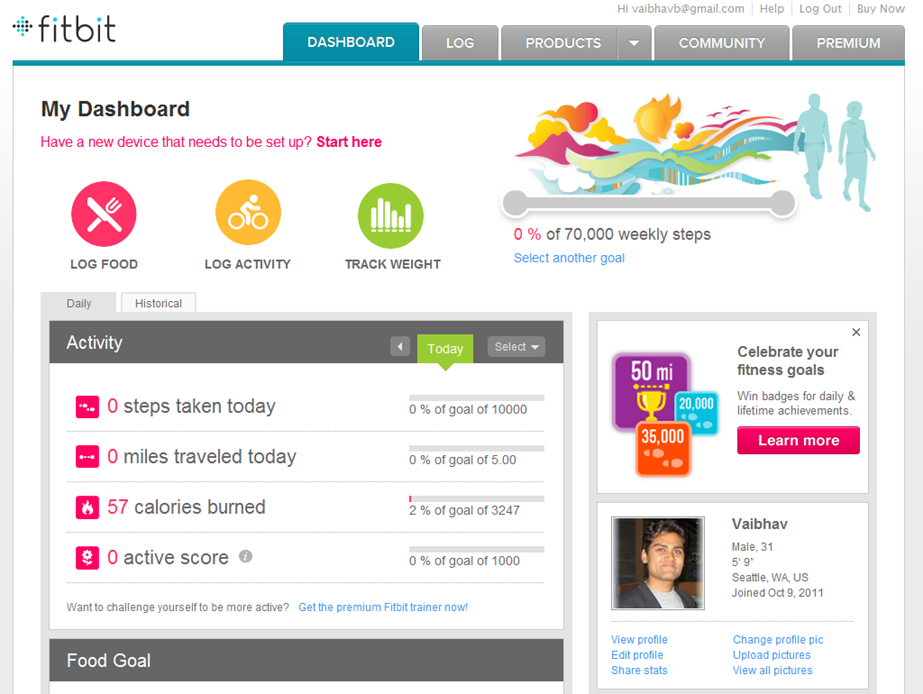 Hi vaibhavb@gmail.com Help Log Out Buy Now
fitbit
DASHBOARD LOG PRODUCTS COMMUNITY PREMIUM
My Dashboard
Have a new device that needs to be set up? Start here
LOG FOOD LOG ACTIVITY TRACK WEIGHT
0 % of 70,000 weekly steps
Select another goal
Daily Historical
Activity Today Select
0 steps taken today 0 % of goal of 10000
0 miles traveled today 0 % of goal of 5.00
57 calories burned 2 % of goal of 3247
0 active score i 0 % of goal of 1000
Want to challenge yourself to be more active? Get the premium Fitbit trainer now!
Food Goal
50 mi
20,000
35,000
Celebrate your
fitness goals
Win badges for daily &
lifetime achievements.
Learn more
Vaibhav
Male, 31
5' 9"
Seattle, WA, US
Joined Oct 9, 2011
View profile Change profile pic
Edit profile Upload pictures
Share stats View all pictures